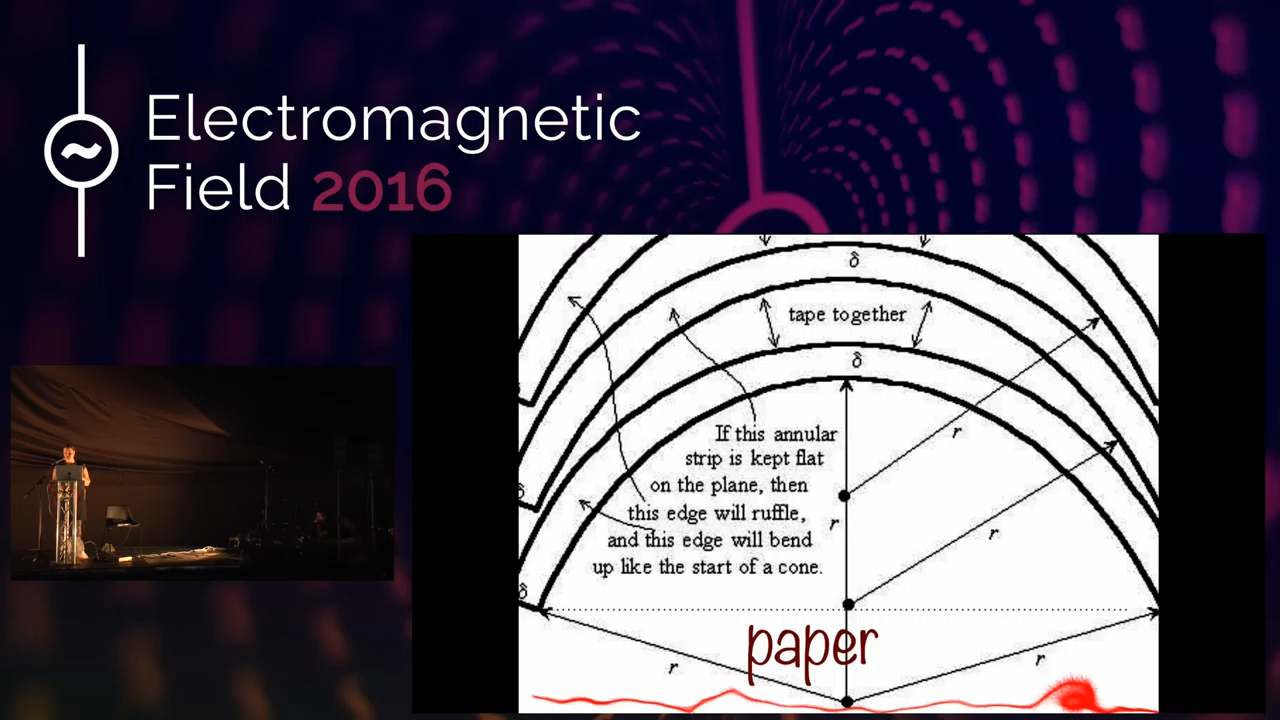 Electromagnetic
Field 2016
δ
tape together
δ
r
If this annular
strip is kept flat
on the plane, then
this edge will ruffle,
and this edge will bend
up like the start of a cone.
δ
r
r
δ
paper
r
r